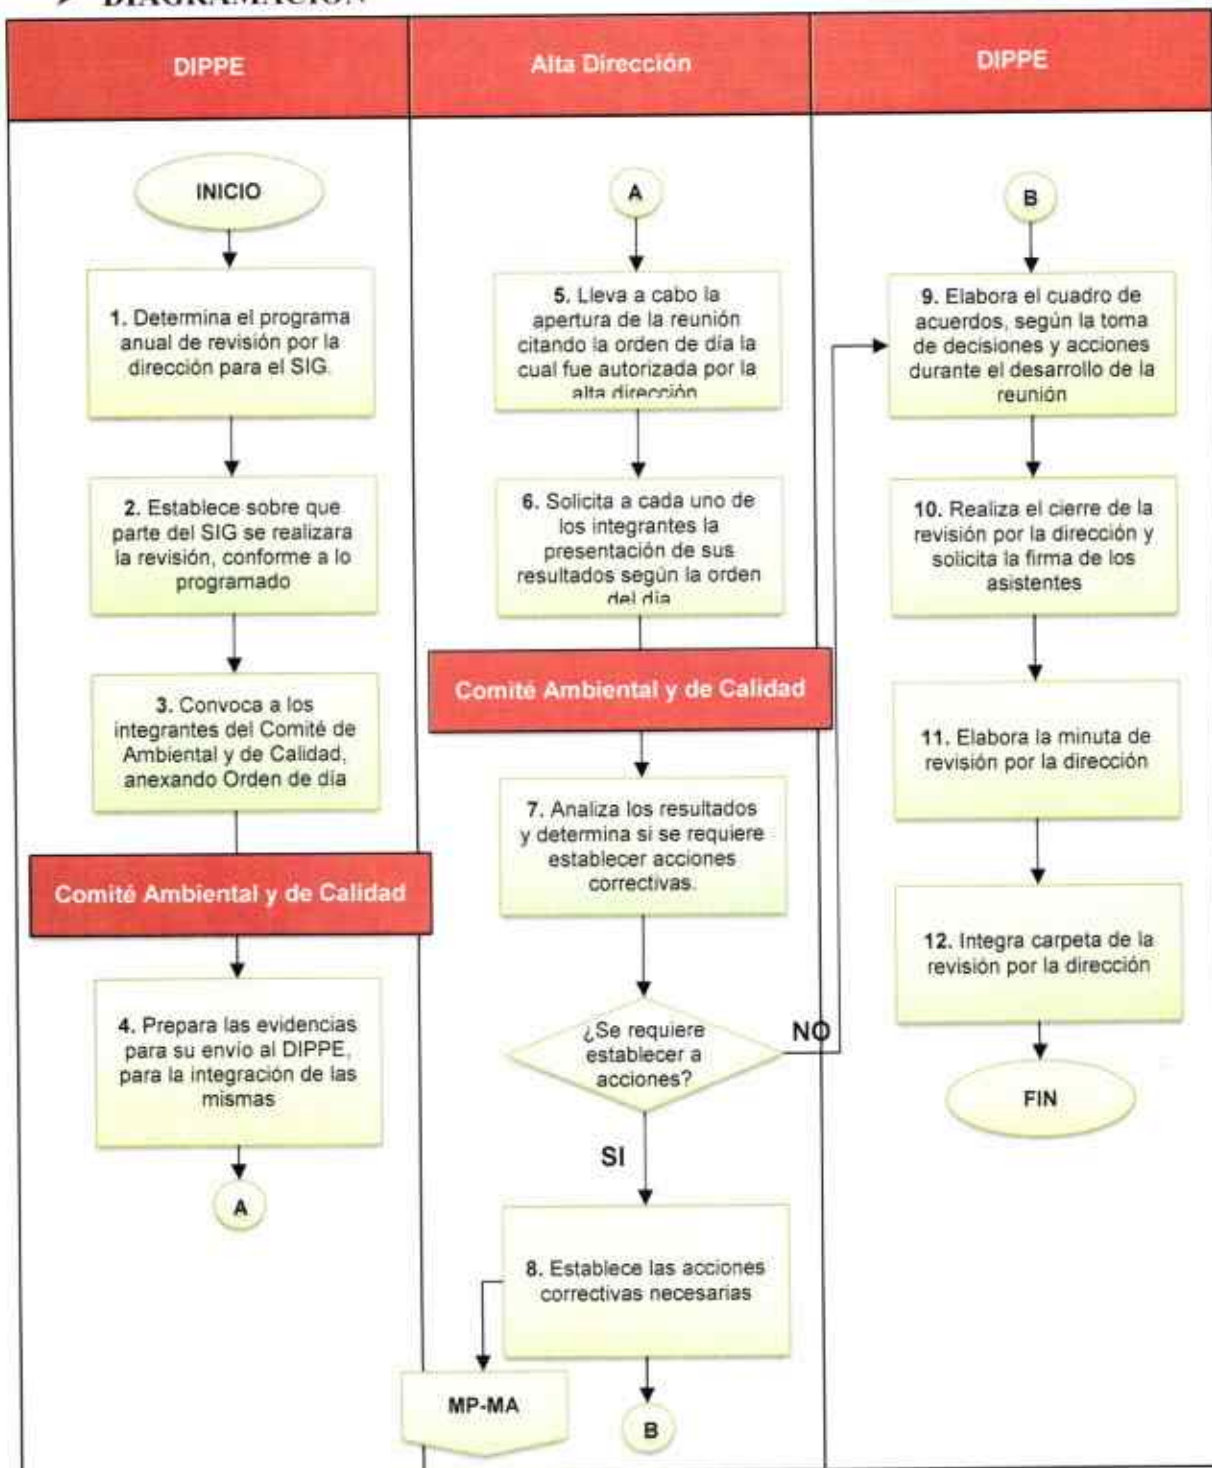 DIAGRAMACIÓN
DIPPE
Alta Dirección
DIPPE
INICIO
1. Determina el programa
anual de revisión por la
dirección para el SIG.
2. Establece sobre que
parte del SIG se realizara
la revisión, conforme a lo
programado
3. Convoca a los
integrantes del Comité de
Ambiental y de Calidad,
anexando Orden de día
Comité Ambiental y de Calidad
4. Prepara las evidencias
para su envío al DIPPE,
para la integración de las
mismas
A
A
5. Lleva a cabo la
apertura de la reunión
citando la orden de día la
cual fue autorizada por la
alta dirección
6. Solicita a cada uno de
los integrantes la
presentación de sus
resultados según la orden
del día
Comité Ambiental y de Calidad
7. Analiza los resultados
y determina si se requiere
establecer acciones
correctivas.
¿Se requiere
establecer a
acciones?
NO
SI
8. Establece las acciones
correctivas necesarias
MP-MA
B
B
9. Elabora el cuadro de
acuerdos, según la toma
de decisiones y acciones
durante el desarrollo de la
reunión
10. Realiza el cierre de la
revisión por la dirección y
solicita la firma de los
asistentes
11. Elabora la minuta de
revisión por la dirección
12. Integra carpeta de la
revisión por la dirección
FIN